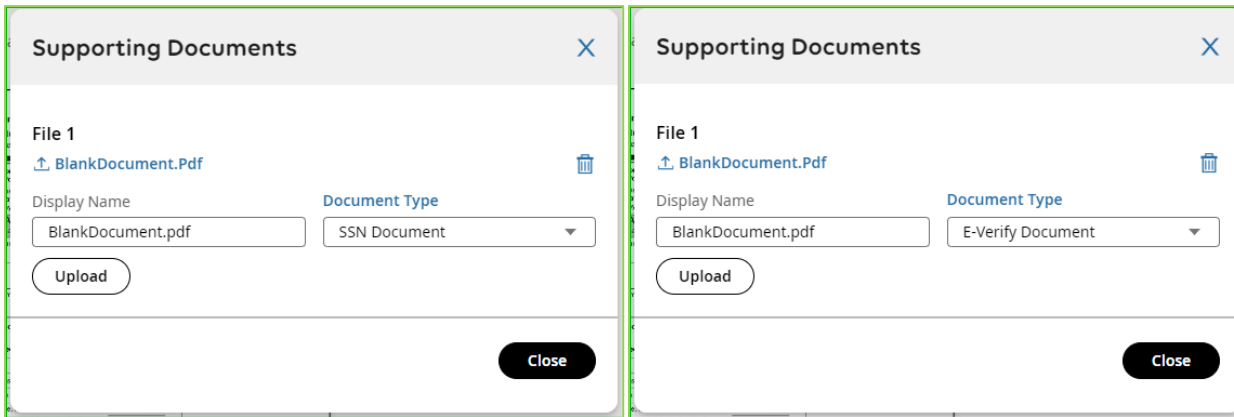 Supporting Documents
File 1
BlankDocument.Pdf
Display Name
Document Type
BlankDocument.pdf
SSN Document
Upload
Close
Supporting Documents
File 1
BlankDocument.Pdf
Display Name
Document Type
BlankDocument.pdf
E-Verify Document
Upload
Close